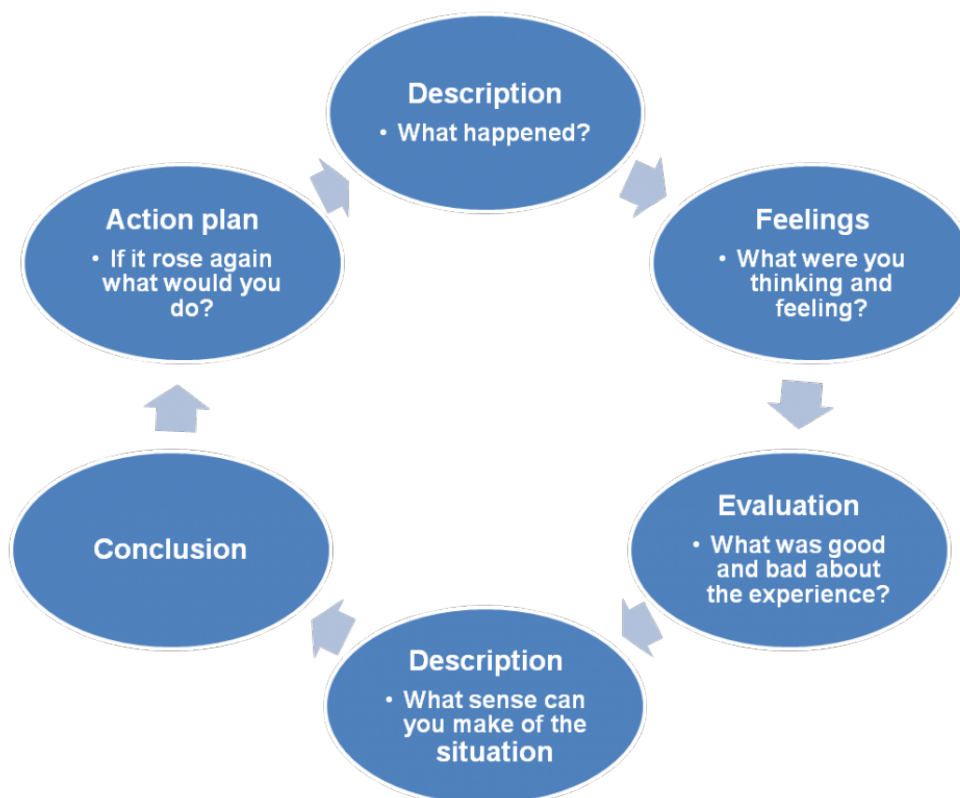 Description
• What happened?
Feelings
• What were you
thinking and
feeling?
Evaluation
• What was good
and bad about
the experience?
Description
• What sense can
you make of the
situation
Conclusion
Action plan
• If it rose again
what would you
do?